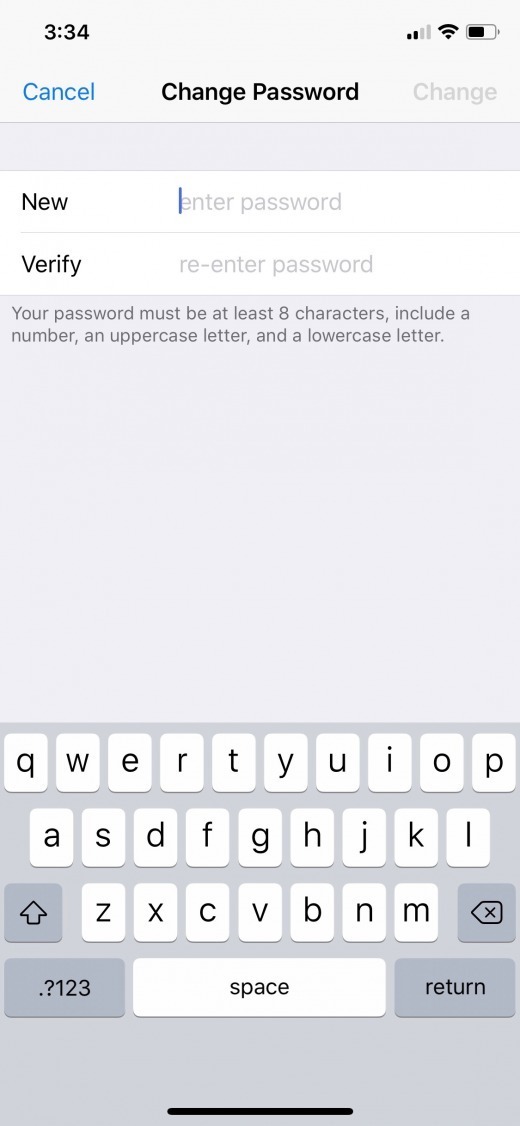 3:34
Cancel Change Password Change
New enter password
Verify re-enter password
Your password must be at least 8 characters, include a
number, an uppercase letter, and a lowercase letter.
q w e r t y u i o p
a s d f g h j k l
z x c v b n m
.?123 space return